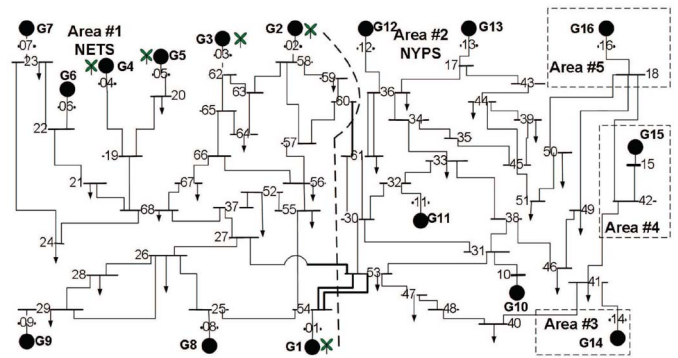 G7
·07·
Area #1
NETS
G3
·03·
G2
·02·
G12
·12·
Area #2
NYPS
G13
·13·
G16
·16·
Area #5
23
G6
·06·
G4
·04·
G5
·05·
62
58
59
17
18
63
60
36
43
20
65
44
22
64
34
39
G15
57
35
15
19
66
61
33
45
50
21
67
56
32
·11·
G11
51
42
Area #4
68
37
52
55
30
38
49
24
27
31
26
46
28
53
10
G10
41
47
29
·09·
G9
25
·08·
G8
54
·01·
G1
48
40
Area #3
·14·
G14